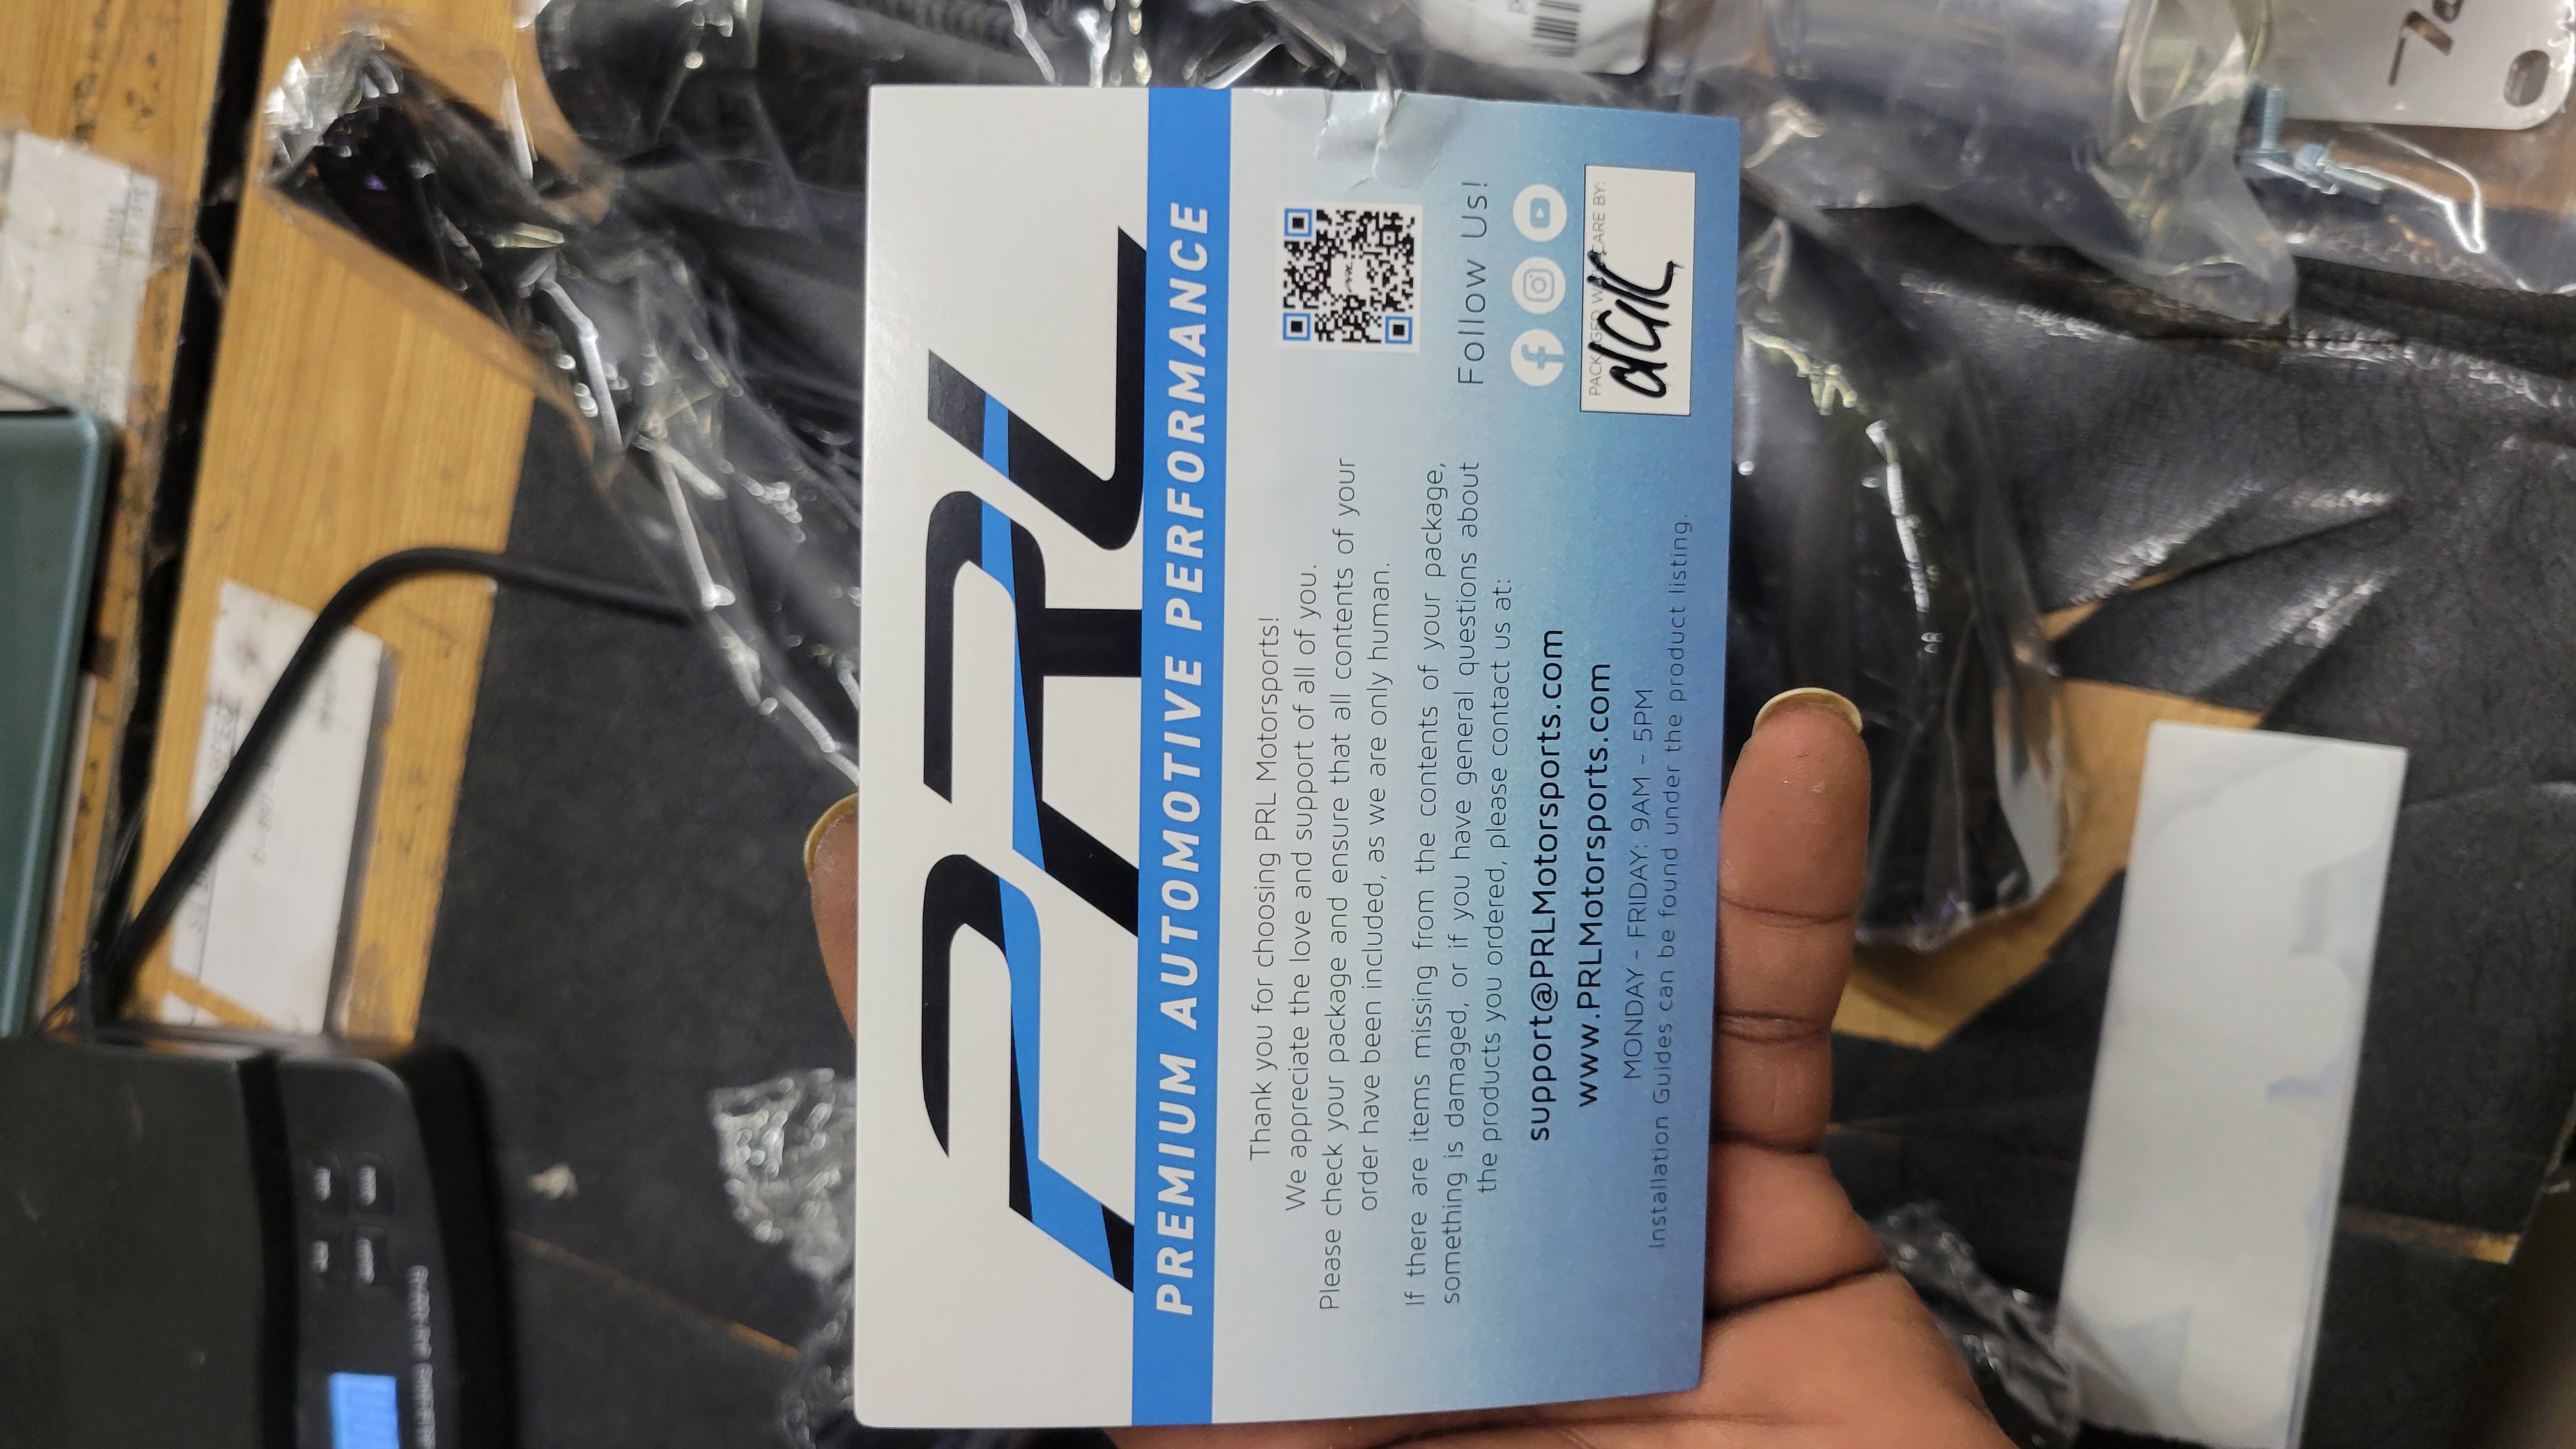 PRL
PREMIUM AUTOMOTIVE PERFORMANCE
Thank you for choosing PRL Motorsports!
We appreciate the love and support of all of you.
Please check your package and ensure that all contents of your
order have been included, as we are only human.
If there are items missing from the contents of your package,
something is damaged, or if you have general questions about
the products you ordered, please contact us at:
support@PRLMotorsports.com
www.PRLMotorsports.com
MONDAY - FRIDAY: 9AM - 5PM
Installation Guides can be found under the product listing.
Follow Us!
PACKAGED W CARE BY: